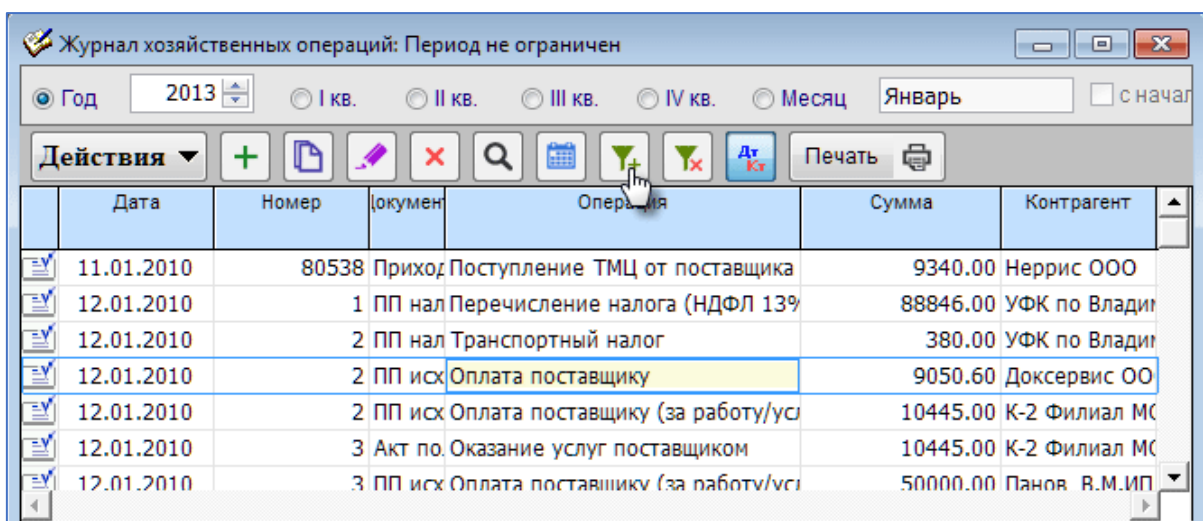 Журнал хозяйственных операций: Период не ограничен
Год 2013 I кв. II кв. III кв. IV кв. Месяц Январь с начал
Действия Дт Кт Печать
Дата Номер Докумен Операция Сумма Контрагент
11.01.2010 80538 Приход Поступление ТМЦ от поставщика 9340.00 Неррис ООО
12.01.2010 1 ПП нал Перечисление налога (НДФЛ 13% 88846.00 УФК по Владим
12.01.2010 2 ПП нал Транспортный налог 380.00 УФК по Владим
12.01.2010 2 ПП исх Оплата поставщику 9050.60 Доксервис ОО
12.01.2010 2 ПП исх Оплата поставщику (за работу/усл 10445.00 К-2 Филиал МО
12.01.2010 3 Акт по. Оказание услуг поставщиком 10445.00 К-2 Филиал МО
12.01.2010 3 ПП исх Оплата поставщику (за работу/усл 50000.00 Панов В.М.ИП